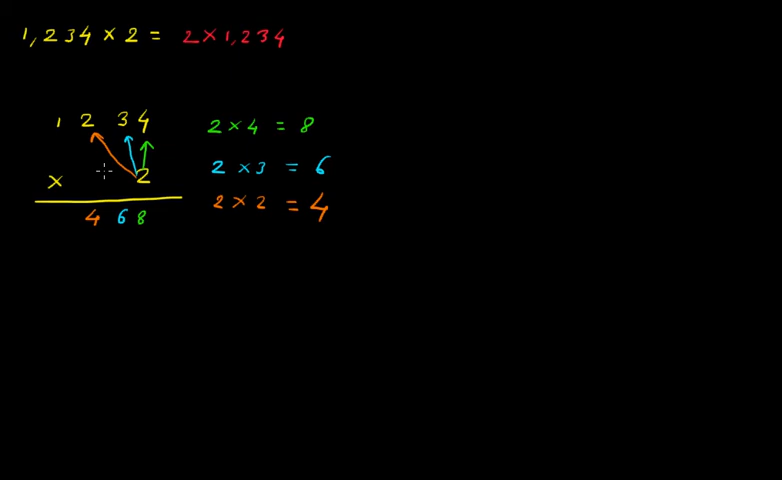 1,234 × 2 = 2 × 1,234
1 2 3 4
2 × 4 = 8
2 × 3 = 6
× 2
2 × 2 = 4
4 6 8